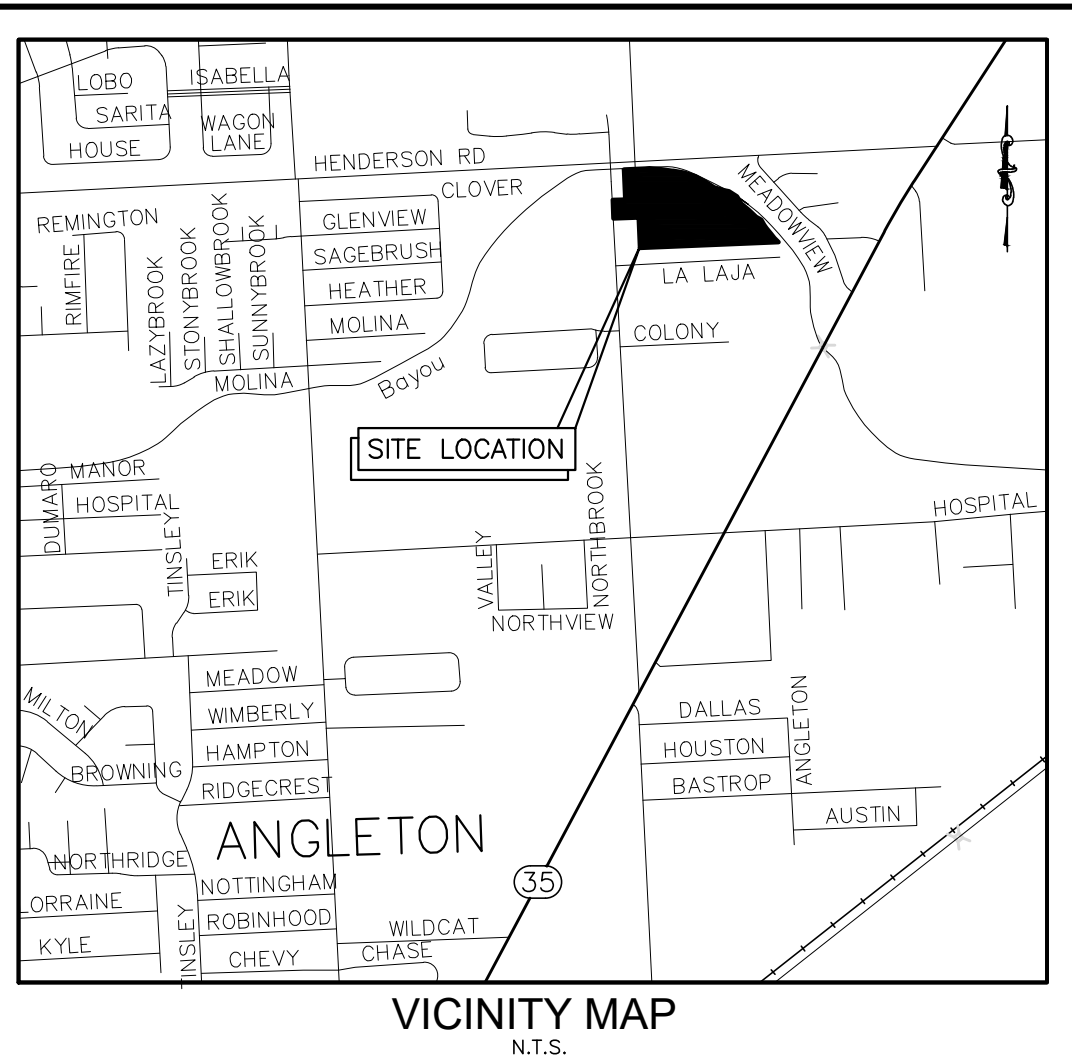 LOBO
ISABELLA
SARITA
WAGON
LANE
HOUSE
HENDERSON RD
CLOVER
MEADOWVIEW
REMINGTON
GLENVIEW
RIMFIRE
LAZYBROOK
STONYBROOK
SHALLOWBROOK
SUNNYBROOK
SAGEBRUSH
LA LAJA
HEATHER
MOLINA
COLONY
MOLINA
Bayou
SITE LOCATION
MANOR
DUMARO
HOSPITAL
TINSLEY
HOSPITAL
VALLEY
NORTHBROOK
ERIK
ERIK
NORTHVIEW
MEADOW
MILTON
WIMBERLY
DALLAS
ANGLETON
HAMPTON
HOUSTON
BROWNING
RIDGECREST
BASTROP
AUSTIN
ANGLETON
NORTHRIDGE
35
NOTTINGHAM
LORRAINE
TINSLEY
ROBINHOOD
WILDCAT
KYLE
CHEVY
CHASE
VICINITY MAP
N.T.S.